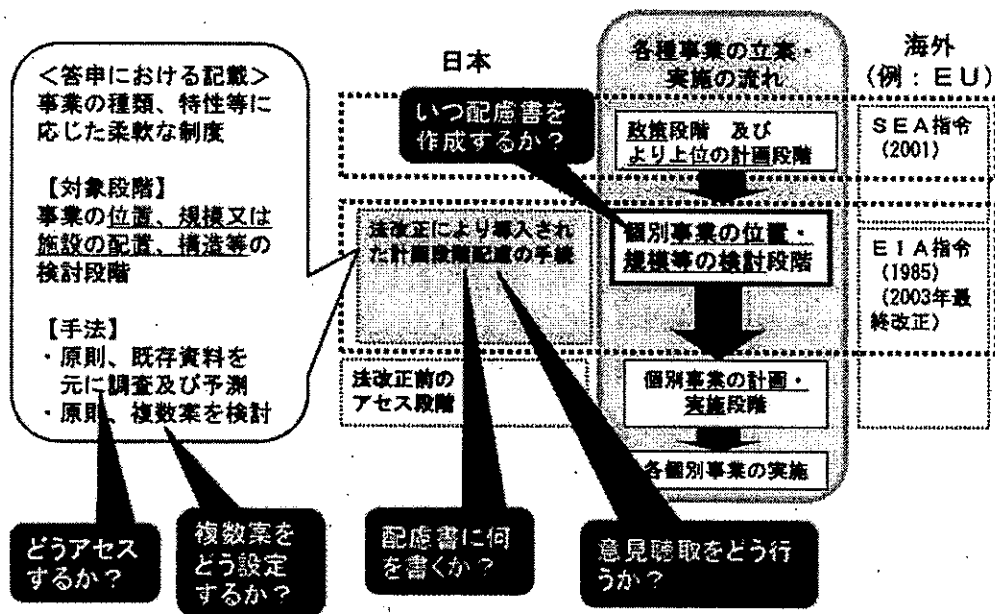 ＜答申における記載＞
事業の種類、特性等に
応じた柔軟な制度
【対象段階】
事業の位置、規模又は
施設の配置、構造等の
検討段階
【手法】
・原則、既存資料を
元に調査及び予測
・原則、複数案を検討
日本
各種事業の立案・
実施の流れ
海外
（例：ＥＵ）
いつ配慮書を
作成するか？
政策段階　及び
より上位の計画段階
ＳＥＡ指令
(2001)
法改正により導入され
た計画段階配慮の手続
個別事業の位置・
規模等の検討段階
ＥＩＡ指令
(1985)
(2003年最
終改正)
法改正前の
アセス段階
個別事業の計画・
実施段階
各個別事業の実施
どうアセス
するか？
複数案を
どう設定
するか？
配慮書に何
を書くか？
意見聴取をどう行
うか？